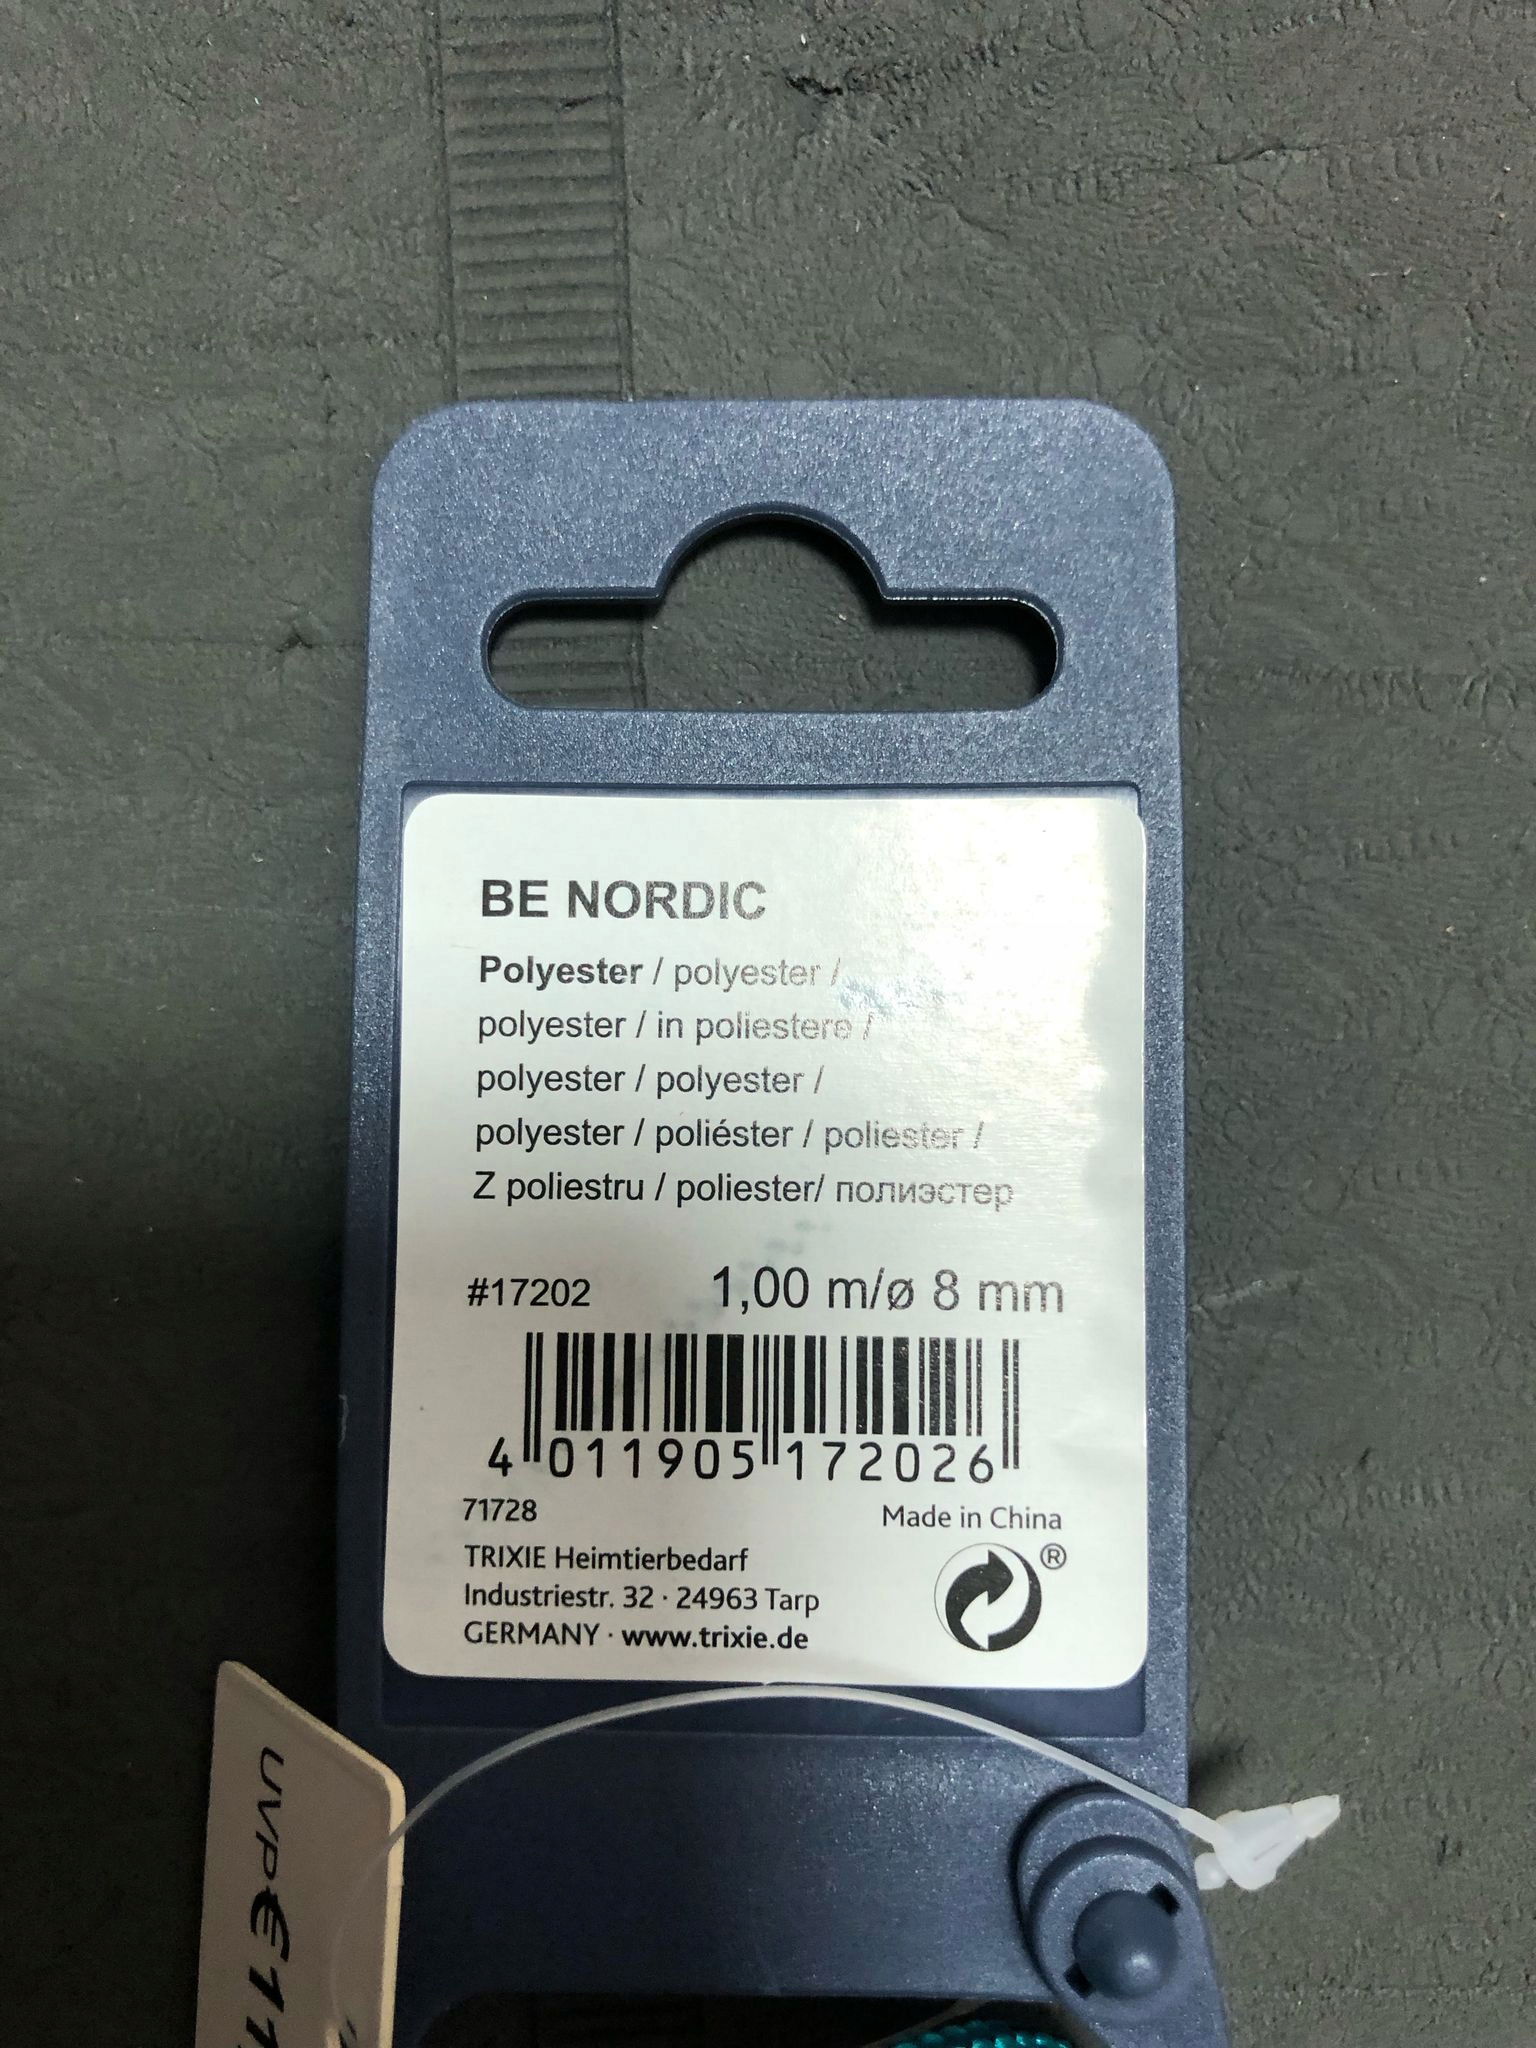 BE NORDIC
Polyester / polyester /
polyester / in poliestere /
polyester / polyester /
polyester / poliéster / poliester /
Z poliestru / poliester/ полиэстер
#17202 1,00 m/ø 8 mm
4 011905 172026
71728 Made in China
TRIXIE Heimtierbedarf
Industriestr. 32 · 24963 Tarp
GERMANY · www.trixie.de
®
UVP€